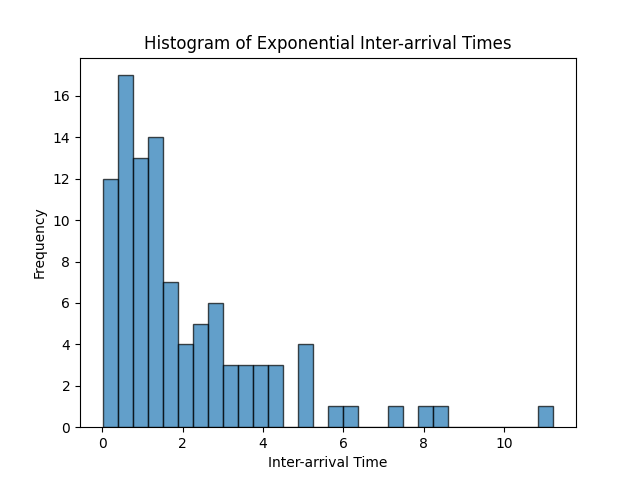 Histogram of Exponential Inter-arrival Times
16
14
12
10
8
6
4
2
0
Frequency
0 2 4 6 8 10
Inter-arrival Time